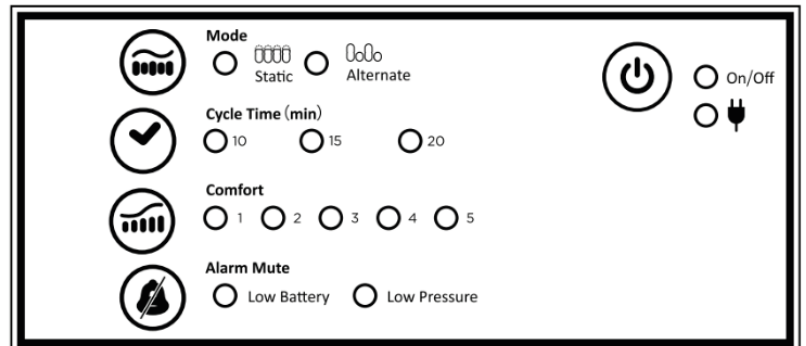 Mode
Static Alternate
On/Off
Cycle Time (min)
10 15 20
Comfort
1 2 3 4 5
Alarm Mute
Low Battery Low Pressure